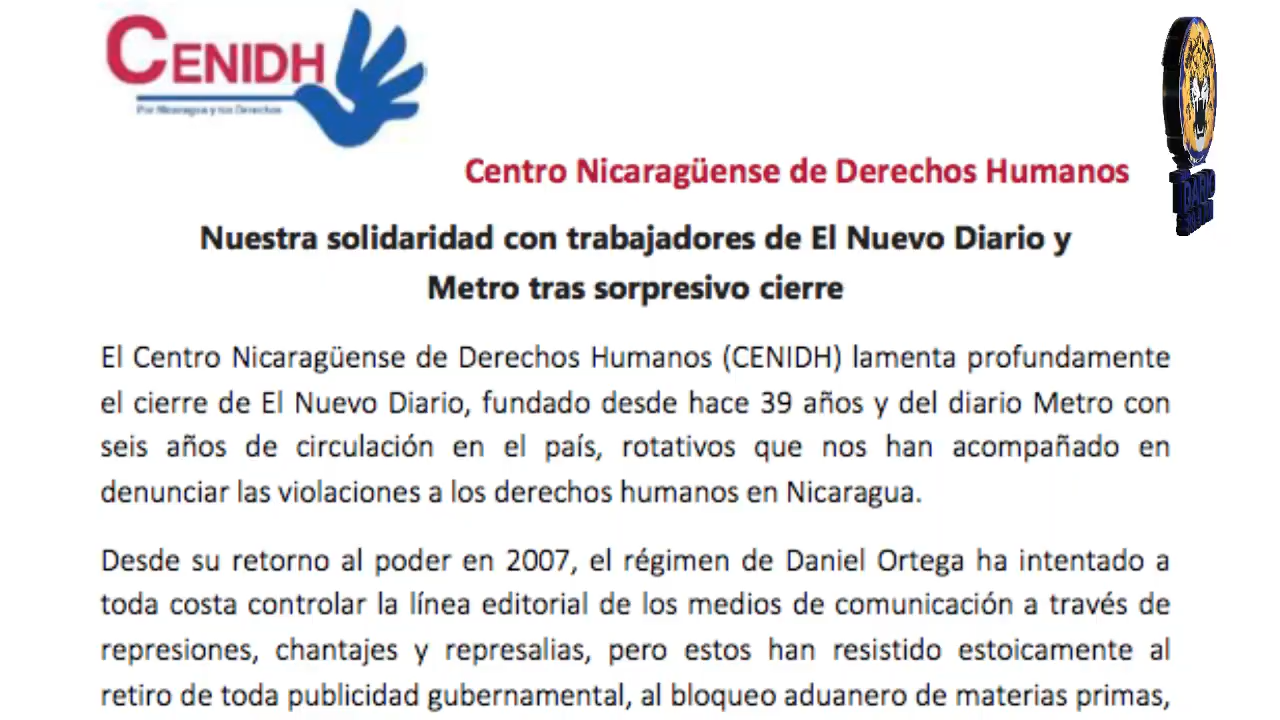 CENIDH
Por Nicaragua y sus Derechos
Centro Nicaragüense de Derechos Humanos
Nuestra solidaridad con trabajadores de El Nuevo Diario y
Metro tras sorpresivo cierre
El Centro Nicaragüense de Derechos Humanos (CENIDH) lamenta profundamente
el cierre de El Nuevo Diario, fundado desde hace 39 años y del diario Metro con
seis años de circulación en el país, rotativos que nos han acompañado en
denunciar las violaciones a los derechos humanos en Nicaragua.
Desde su retorno al poder en 2007, el régimen de Daniel Ortega ha intentado a
toda costa controlar la línea editorial de los medios de comunicación a través de
represiones, chantajes y represalias, pero estos han resistido estoicamente al
retiro de toda publicidad gubernamental, al bloqueo aduanero de materias primas,